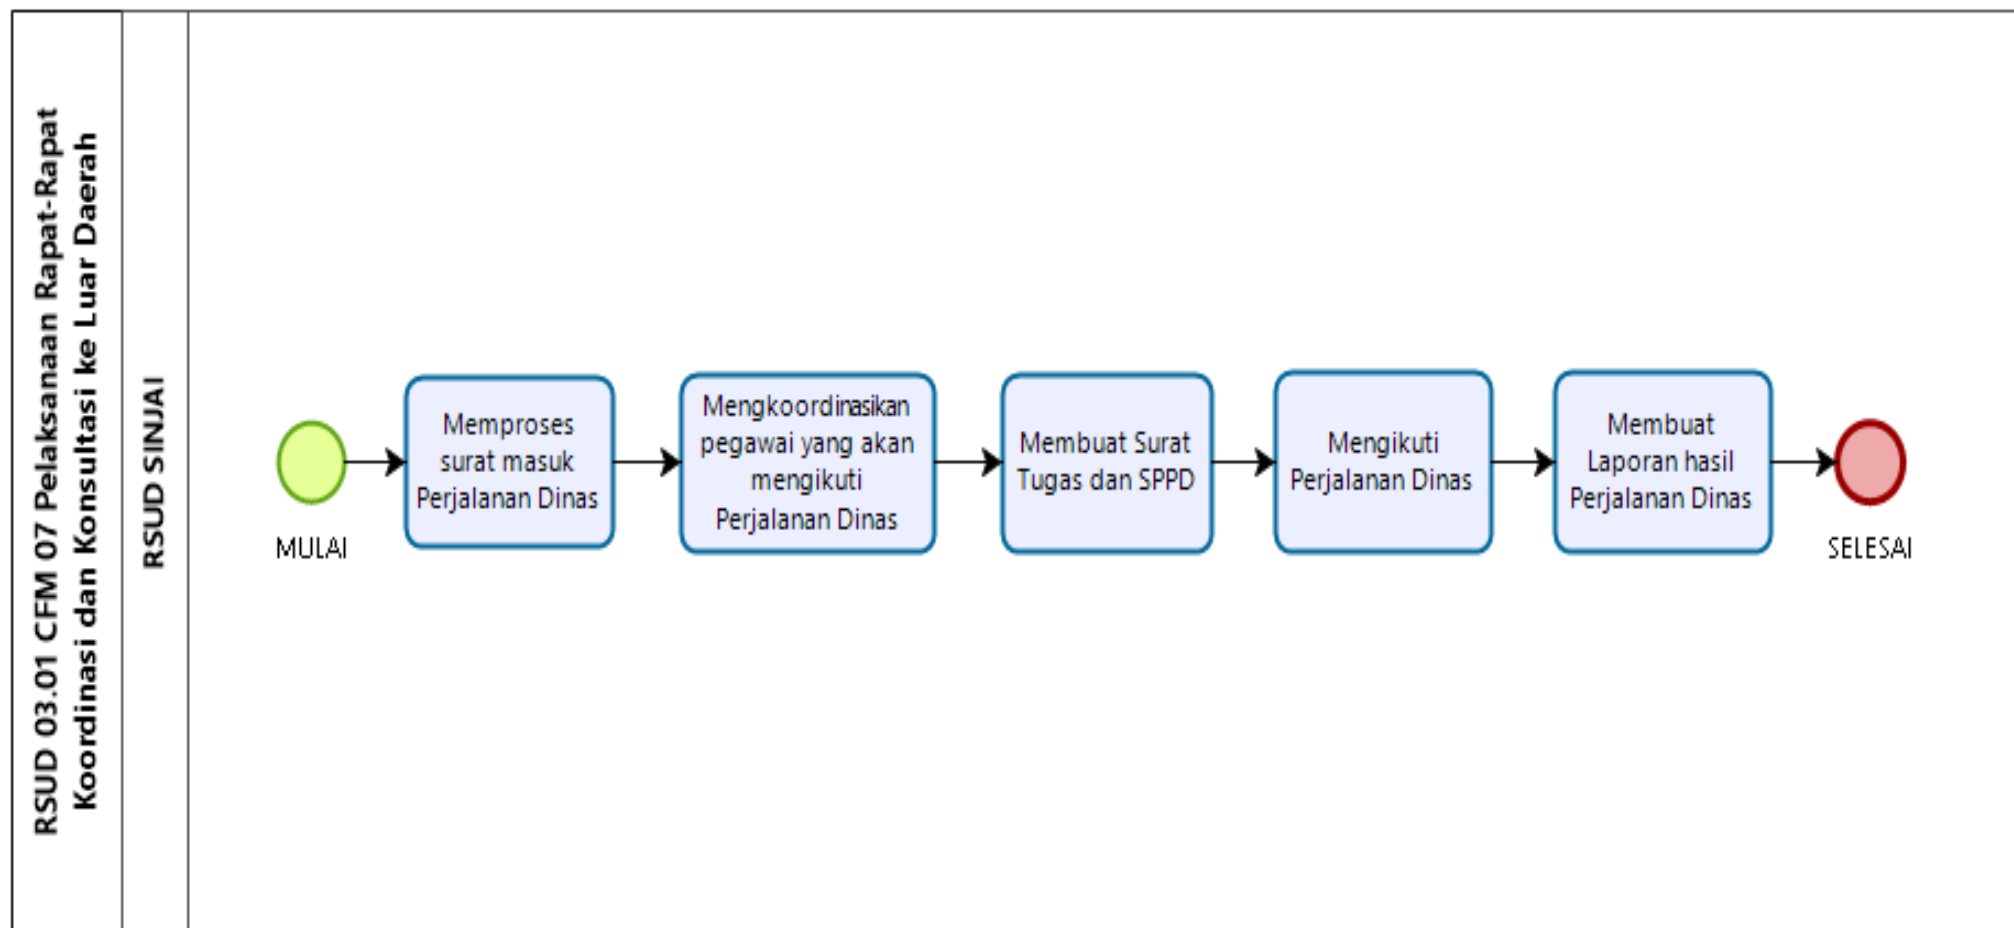 RSUD 03.01 CFM 07 Pelaksanaan Rapat-Rapat
Koordinasi dan Konsultasi ke Luar Daerah
RSUD SINJAI
MULAI
Memproses
surat masuk
Perjalanan Dinas
Mengkoordinasikan
pegawai yang akan
mengikuti
Perjalanan Dinas
Membuat Surat
Tugas dan SPPD
Mengikuti
Perjalanan Dinas
Membuat
Laporan hasil
Perjalanan Dinas
SELESAI